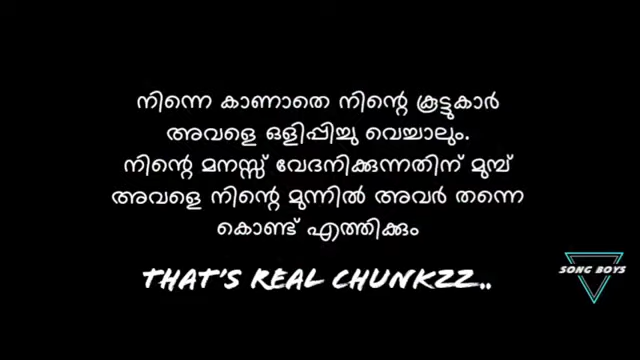 നിന്നെ കാണാതെ നിന്റെ കൂട്ടുകാർ
അവളെ ഒളിപ്പിച്ചു വെച്ചാലും.
നിന്റെ മനസ്സ് വേദനിക്കുന്നതിന് മുമ്പ്
അവളെ നിന്റെ മുന്നിൽ അവർ തന്നെ
കൊണ്ട് എത്തിക്കും
THAT'S REAL CHUNKZZ..
SONG BOYS